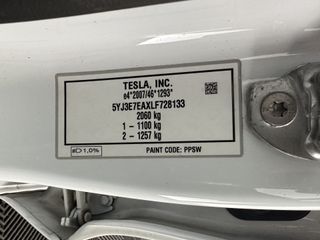 TESLA, INC.
e4*2007/46*1293*
5YJ3E7EAXLF728133
2060 kg
1 - 1100 kg
2 - 1257 kg
1,0%
PAINT CODE: PPSW